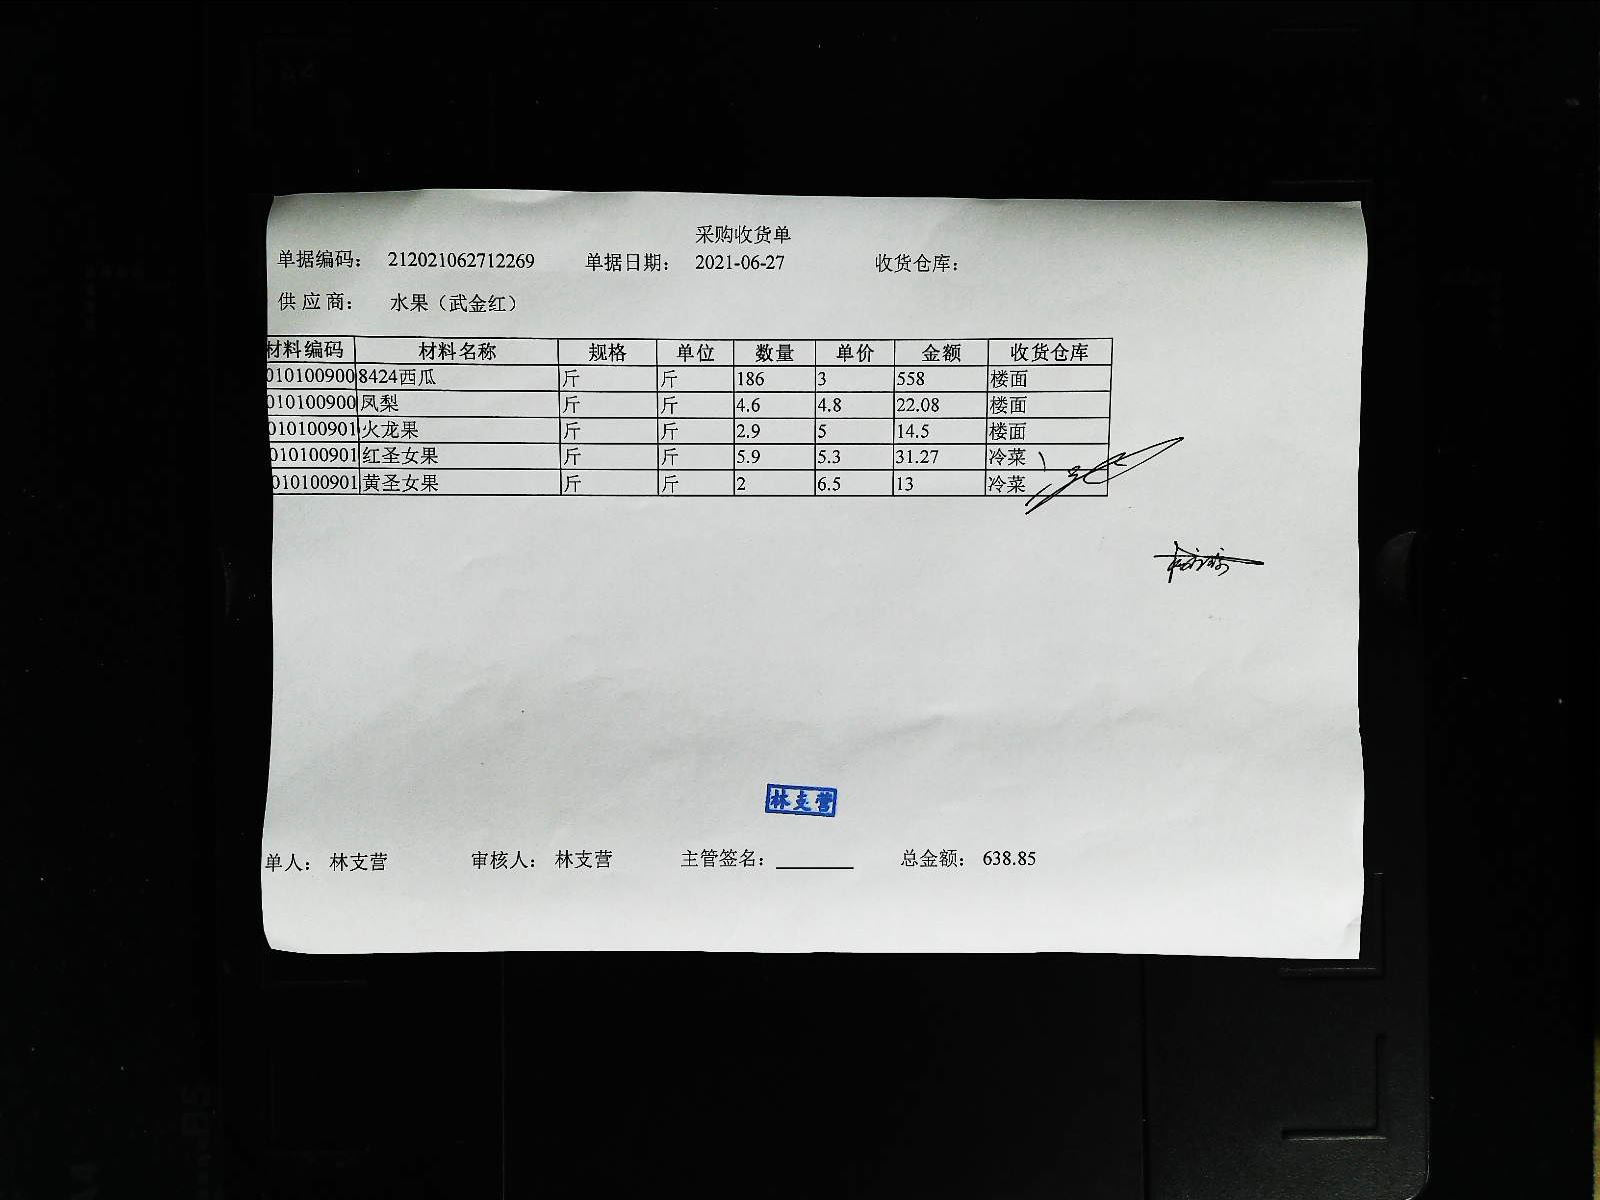 采购收货单
单据编码： 212021062712269 单据日期： 2021-06-27 收货仓库：
供应商： 水果（武金红）
材料编码 材料名称 规格 单位 数量 单价 金额 收货仓库
010100900 8424西瓜 斤 斤 186 3 558 楼面
010100900 凤梨 斤 斤 4.6 4.8 22.08 楼面
010100901 火龙果 斤 斤 2.9 5 14.5 楼面
010100901 红圣女果 斤 斤 5.9 5.3 31.27 冷菜
010100901 黄圣女果 斤 斤 2 6.5 13 冷菜
林支营
单人： 林支营 审核人： 林支营 主管签名： 总金额： 638.85